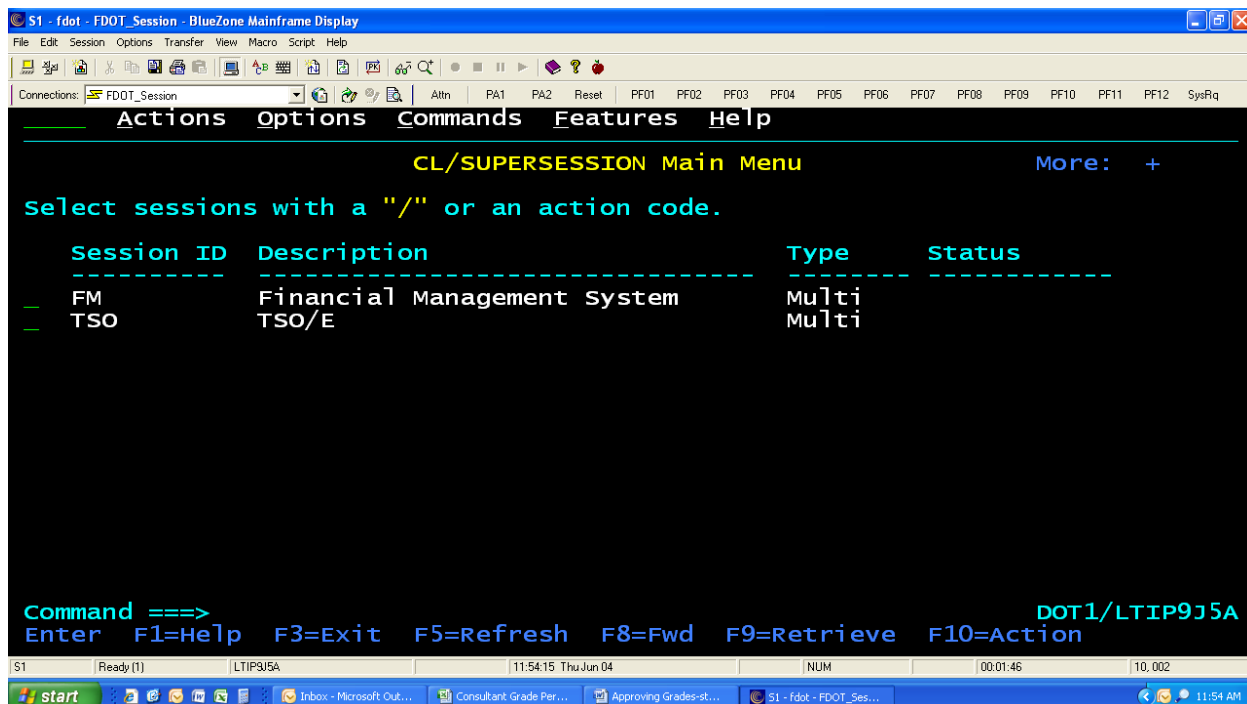 S1 - fdot - FDOT_Session - BlueZone Mainframe Display
File Edit Session Options Transfer View Macro Script Help
Connections: FDOT_Session Attn PA1 PA2 Reset PF01 PF02 PF03 PF04 PF05 PF06 PF07 PF08 PF09 PF10 PF11 PF12 SysRq
Actions Options Commands Features Help
CL/SUPERSESSION Main Menu More: +
Select sessions with a "/" or an action code.
Session ID Description Type Status
---------- -------------------------------- -------- ------------
_ FM Financial Management System Multi
_ TSO TSO/E Multi
Command ===> DOT1/LTIP9J5A
Enter F1=Help F3=Exit F5=Refresh F8=Fwd F9=Retrieve F10=Action
S1 Ready (1) LTIP9J5A 11:54:15 Thu Jun 04 NUM 00:01:46 10, 002
start Inbox - Microsoft Out... Consultant Grade Per... Approving Grades-st... S1 - fdot - FDOT_Ses... 11:54 AM